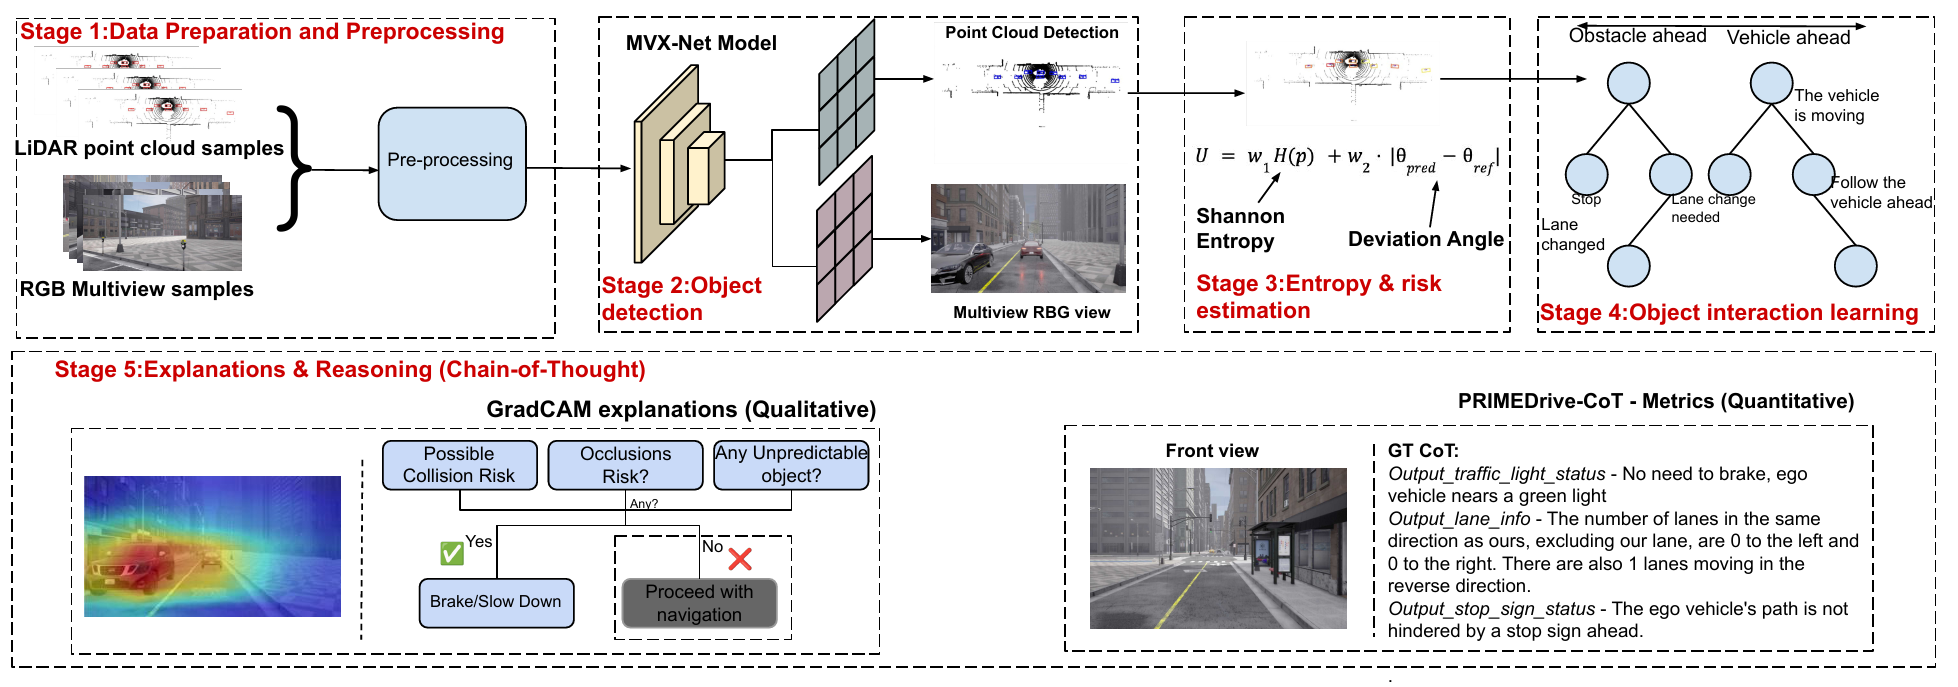 Stage 1:Data Preparation and Preprocessing
LiDAR point cloud samples
RGB Multiview samples
Pre-processing
MVX-Net Model
Point Cloud Detection
Multiview RBG view
Stage 2:Object
detection
U = w1H(p) + w2 · |θpred − θref|
Shannon
Entropy
Deviation Angle
Stage 3:Entropy & risk
estimation
Obstacle ahead
Vehicle ahead
The vehicle
is moving
Stop
Lane change
needed
Follow the
vehicle ahead
Lane
changed
Stage 4:Object interaction learning
Stage 5:Explanations & Reasoning (Chain-of-Thought)
GradCAM explanations (Qualitative)
Possible
Collision Risk
Occlusions
Risk?
Any Unpredictable
object?
Any?
Yes
No
Brake/Slow Down
Proceed with
navigation
PRIMEDrive-CoT - Metrics (Quantitative)
Front view
GT CoT:
Output_traffic_light_status - No need to brake, ego
vehicle nears a green light
Output_lane_info - The number of lanes in the same
direction as ours, excluding our lane, are 0 to the left and
0 to the right. There are also 1 lanes moving in the
reverse direction.
Output_stop_sign_status - The ego vehicle's path is not
hindered by a stop sign ahead.